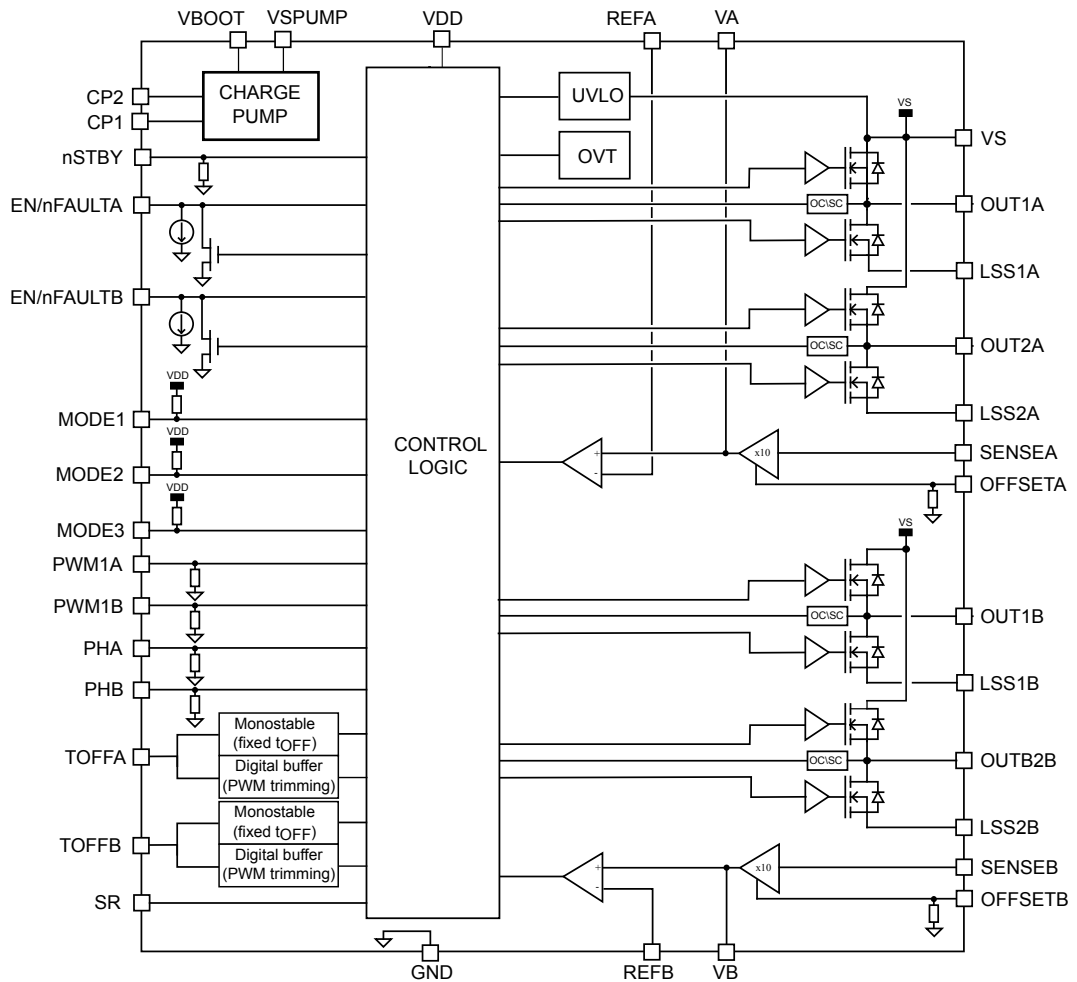 VBOOT
VSPUMP
VDD
REFA
VA
CP2
CP1
CHARGE
PUMP
UVLO
OVT
VS
VS
nSTBY
EN/nFAULTA
EN/nFAULTB
OC\SC
OUT1A
LSS1A
OC\SC
OUT2A
LSS2A
VDD
MODE1
VDD
MODE2
VDD
MODE3
CONTROL
LOGIC
+
-
x10
SENSEA
OFFSETA
VS
PWM1A
PWM1B
PHA
PHB
OC\SC
OUT1B
LSS1B
TOFFA
Monostable
(fixed tOFF)
Digital buffer
(PWM trimming)
OC\SC
OUTB2B
LSS2B
TOFFB
Monostable
(fixed tOFF)
Digital buffer
(PWM trimming)
+
-
x10
SENSEB
OFFSETB
SR
GND
REFB
VB